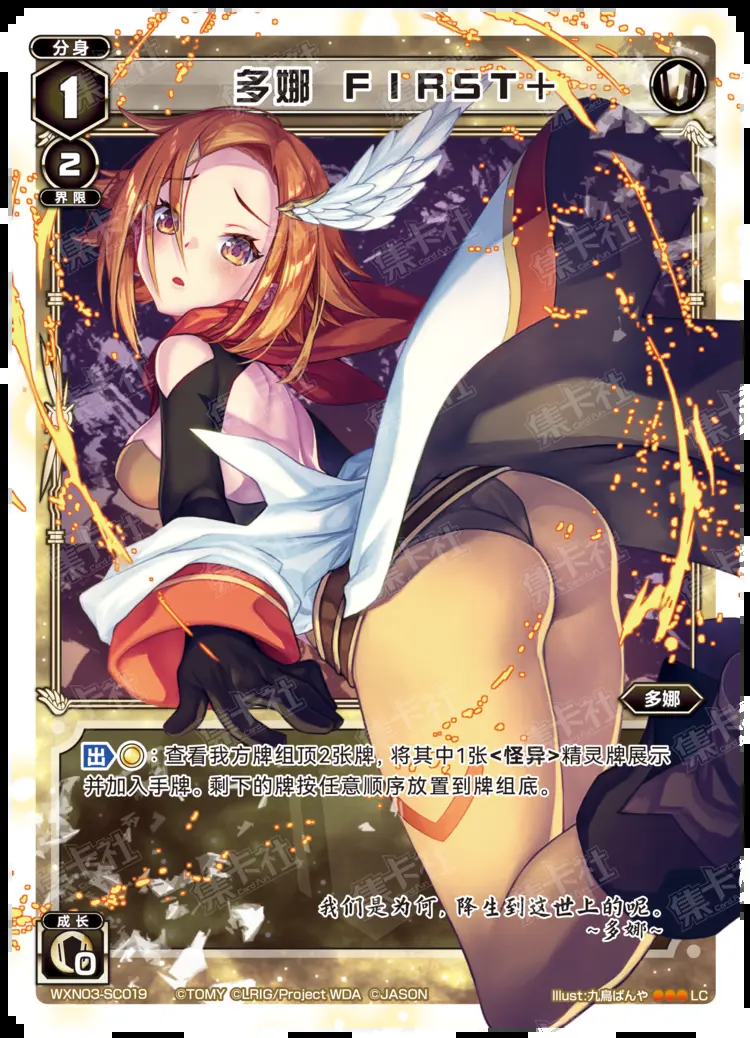 分身
1
多娜 FIRST+
2
界限
多娜
出 : 查看我方牌组顶2张牌, 将其中1张<怪异>精灵牌展示
并加入手牌。剩下的牌按任意顺序放置到牌组底。
我们是为何, 降生到这世上的呢。
~多娜~
成长
0
WXN03-SC019 ©TOMY ©LRIG/Project WDA ©JASON
Illust:九鳥ぱんや LC
集卡社